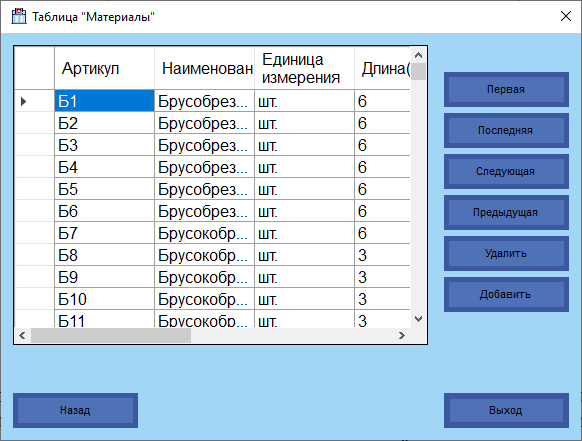 Таблица "Материалы"
Артикул Наименован Единица измерения Длина(
Б1 Брусобрез... шт. 6
Б2 Брусобрез... шт. 6
Б3 Брусобрез... шт. 6
Б4 Брусобрез... шт. 6
Б5 Брусобрез... шт. 6
Б6 Брусобрез... шт. 6
Б7 Брусокобр... шт. 6
Б8 Брусокобр... шт. 3
Б9 Брусокобр... шт. 3
Б10 Брусокобр... шт. 3
Б11 Брусокобр... шт. 3
Первая
Последняя
Следующая
Предыдущая
Удалить
Добавить
Назад
Выход